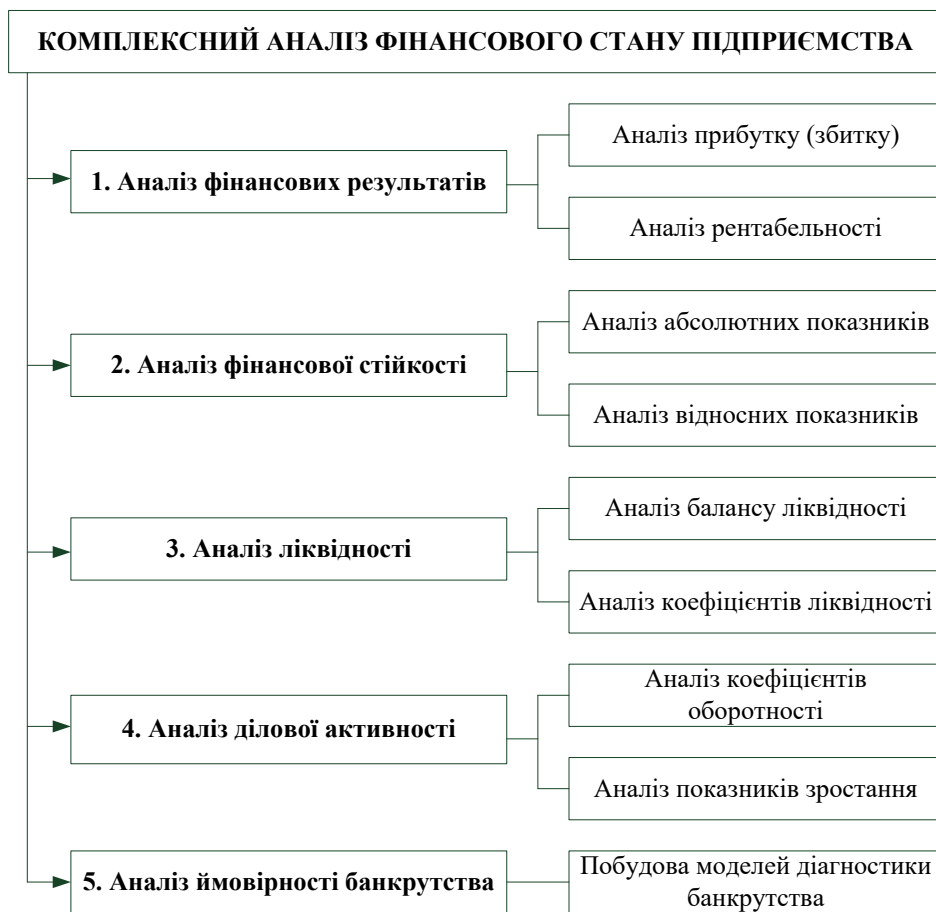 КОМПЛЕКСНИЙ АНАЛІЗ ФІНАНСОВОГО СТАНУ ПІДПРИЄМСТВА
1. Аналіз фінансових результатів
Аналіз прибутку (збитку)
Аналіз рентабельності
2. Аналіз фінансової стійкості
Аналіз абсолютних показників
Аналіз відносних показників
3. Аналіз ліквідності
Аналіз балансу ліквідності
Аналіз коефіцієнтів ліквідності
4. Аналіз ділової активності
Аналіз коефіцієнтів
оборотності
Аналіз показників зростання
5. Аналіз ймовірності банкрутства
Побудова моделей діагностики
банкрутства